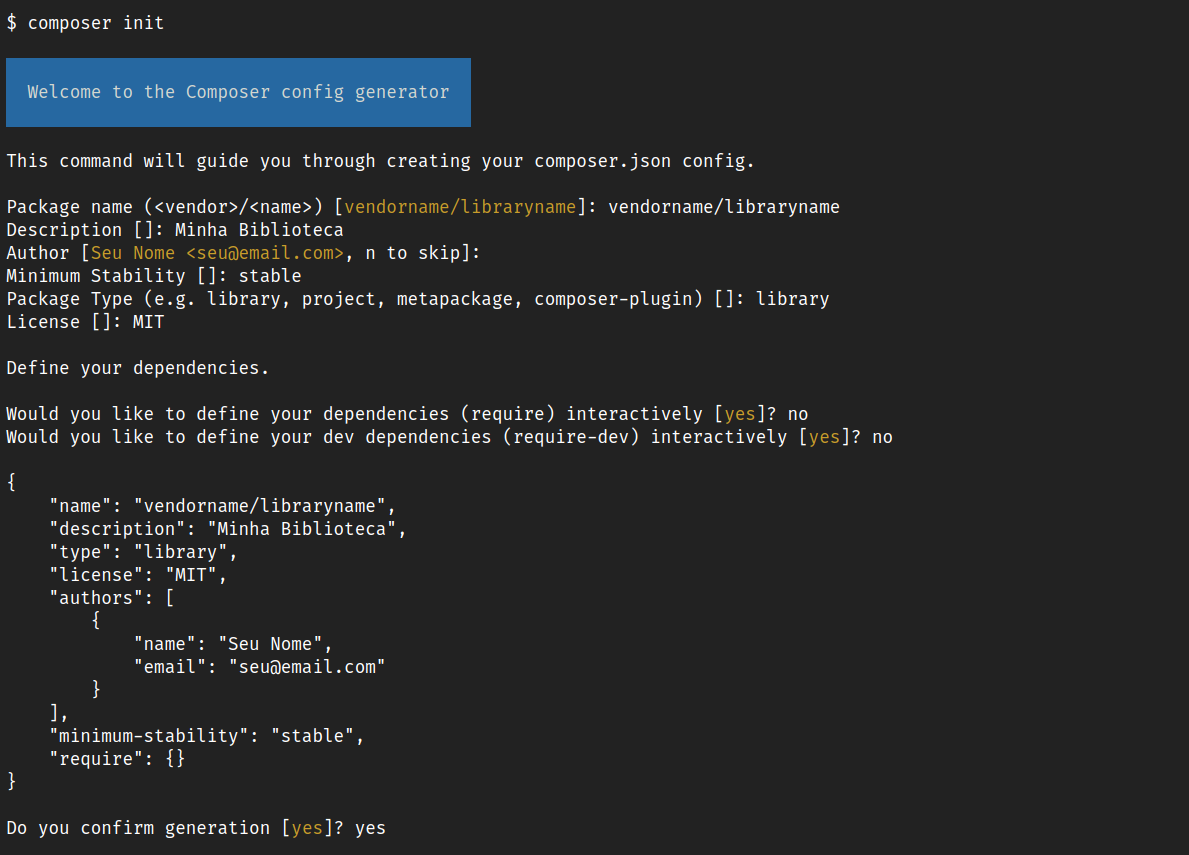 $ composer init
Welcome to the Composer config generator
This command will guide you through creating your composer.json config.
Package name (<vendor>/<name>) [vendorname/libraryname]: vendorname/libraryname
Description []: Minha Biblioteca
Author [Seu Nome <seu@email.com>, n to skip]:
Minimum Stability []: stable
Package Type (e.g. library, project, metapackage, composer-plugin) []: library
License []: MIT
Define your dependencies.
Would you like to define your dependencies (require) interactively [yes]? no
Would you like to define your dev dependencies (require-dev) interactively [yes]? no
{
    "name": "vendorname/libraryname",
    "description": "Minha Biblioteca",
    "type": "library",
    "license": "MIT",
    "authors": [
        {
            "name": "Seu Nome",
            "email": "seu@email.com"
        }
    ],
    "minimum-stability": "stable",
    "require": {}
}
Do you confirm generation [yes]? yes